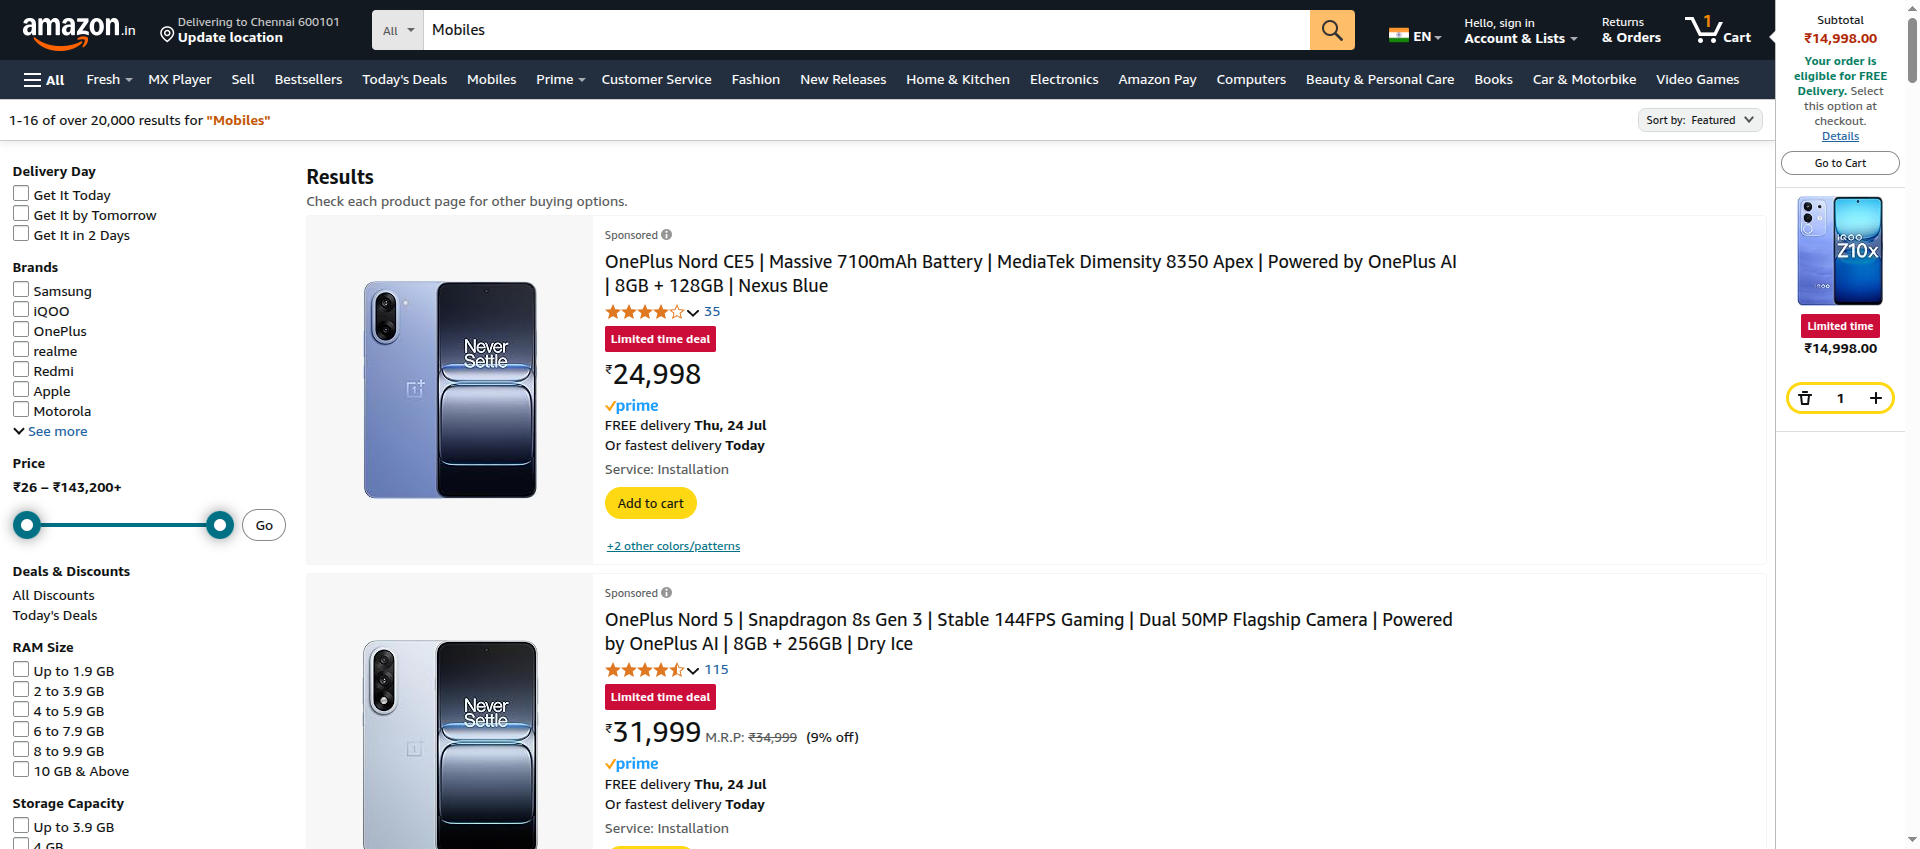 amazon.in
Delivering to Chennai 600101
Update location
All
Mobiles
EN
Hello, sign in
Account & Lists
Returns
& Orders
1
Cart
All
Fresh
MX Player
Sell
Bestsellers
Today's Deals
Mobiles
Prime
Customer Service
Fashion
New Releases
Home & Kitchen
Electronics
Amazon Pay
Computers
Beauty & Personal Care
Books
Car & Motorbike
Video Games
1-16 of over 20,000 results for "Mobiles"
Sort by: Featured
Delivery Day
Get It Today
Get It by Tomorrow
Get It in 2 Days
Brands
Samsung
iQOO
OnePlus
realme
Redmi
Apple
Motorola
See more
Price
₹26 – ₹143,200+
Go
Deals & Discounts
All Discounts
Today's Deals
RAM Size
Up to 1.9 GB
2 to 3.9 GB
4 to 5.9 GB
6 to 7.9 GB
8 to 9.9 GB
10 GB & Above
Storage Capacity
Up to 3.9 GB
4 GB
Results
Check each product page for other buying options.
Never
Settle
Sponsored
OnePlus Nord CE5 | Massive 7100mAh Battery | MediaTek Dimensity 8350 Apex | Powered by OnePlus AI
| 8GB + 128GB | Nexus Blue
35
Limited time deal
₹24,998
prime
FREE delivery Thu, 24 Jul
Or fastest delivery Today
Service: Installation
Add to cart
+2 other colors/patterns
Never
Settle
Sponsored
OnePlus Nord 5 | Snapdragon 8s Gen 3 | Stable 144FPS Gaming | Dual 50MP Flagship Camera | Powered
by OnePlus AI | 8GB + 256GB | Dry Ice
115
Limited time deal
₹31,999 M.R.P: ₹34,999 (9% off)
prime
FREE delivery Thu, 24 Jul
Or fastest delivery Today
Service: Installation
Subtotal
₹14,998.00
Your order is
eligible for FREE
Delivery. Select
this option at
checkout.
Details
Go to Cart
iQOO
Z10x
iQOO
Limited time
₹14,998.00
1